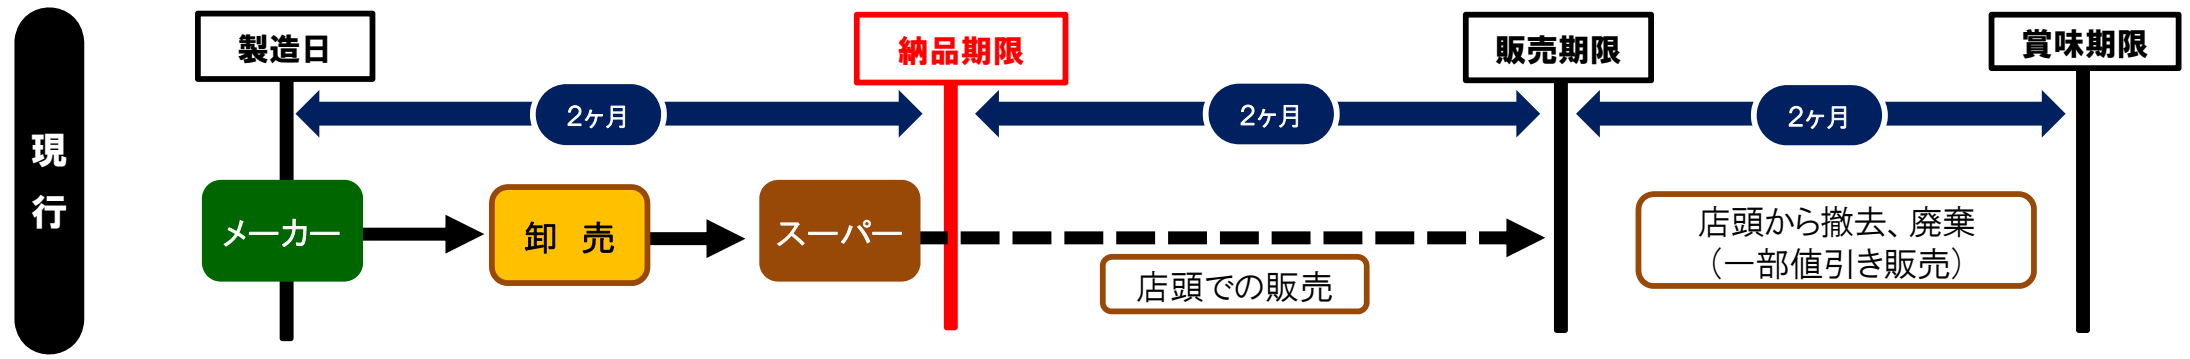 現行
製造日
納品期限
販売期限
賞味期限
2ヶ月
2ヶ月
2ヶ月
メーカー
卸 売
スーパー
店頭での販売
店頭から撤去、廃棄
（一部値引き販売）